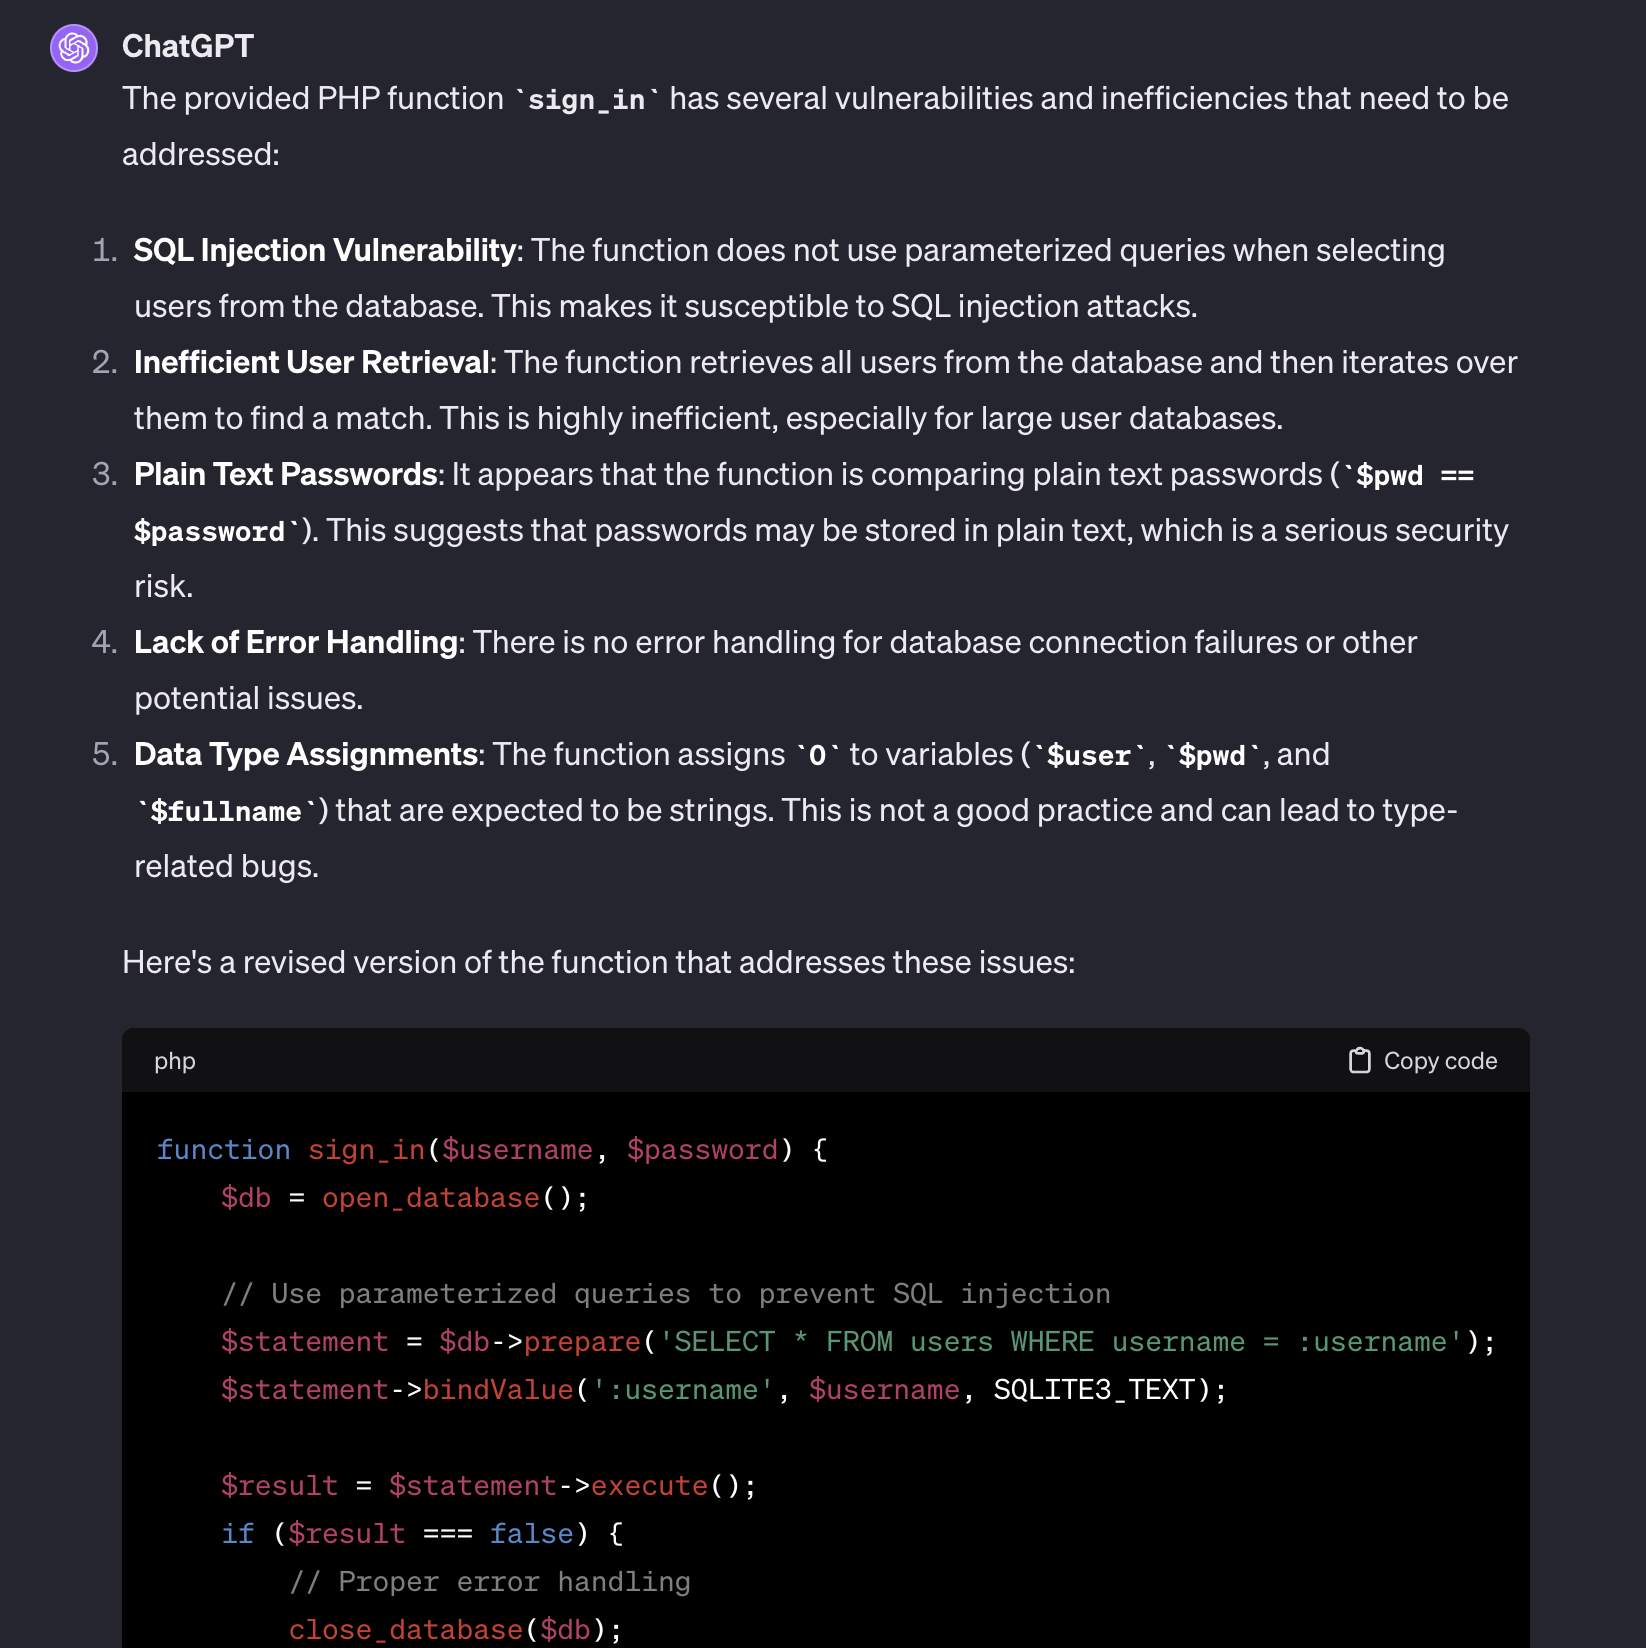 ChatGPT
The provided PHP function `sign_in` has several vulnerabilities and inefficiencies that need to be
addressed:
1. SQL Injection Vulnerability: The function does not use parameterized queries when selecting
users from the database. This makes it susceptible to SQL injection attacks.
2. Inefficient User Retrieval: The function retrieves all users from the database and then iterates over
them to find a match. This is highly inefficient, especially for large user databases.
3. Plain Text Passwords: It appears that the function is comparing plain text passwords (`$pwd ==
$password`). This suggests that passwords may be stored in plain text, which is a serious security
risk.
4. Lack of Error Handling: There is no error handling for database connection failures or other
potential issues.
5. Data Type Assignments: The function assigns `0` to variables (`$user`, `$pwd`, and
`$fullname`) that are expected to be strings. This is not a good practice and can lead to type-
related bugs.
Here's a revised version of the function that addresses these issues:
php Copy code
function sign_in($username, $password) {
    $db = open_database();
    // Use parameterized queries to prevent SQL injection
    $statement = $db->prepare('SELECT * FROM users WHERE username = :username');
    $statement->bindValue(':username', $username, SQLITE3_TEXT);
    $result = $statement->execute();
    if ($result === false) {
        // Proper error handling
        close_database($db);